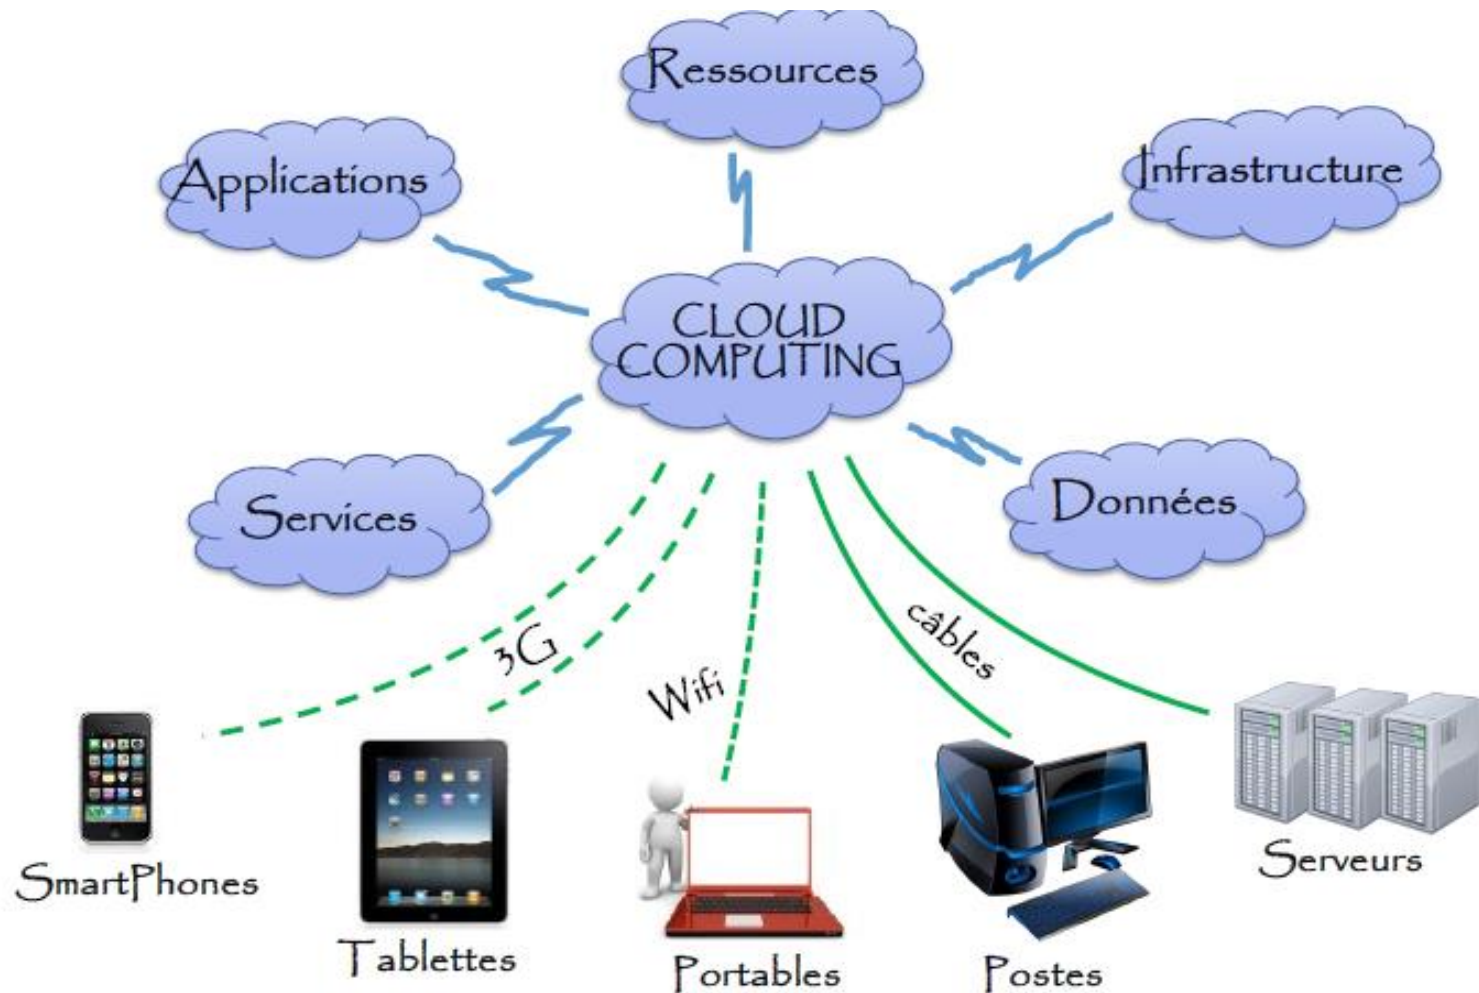 Ressources
Applications
Infrastructure
CLOUD
COMPUTING
Services
Données
3G
Wifi
câbles
SmartPhones
Tablettes
Portables
Postes
Serveurs